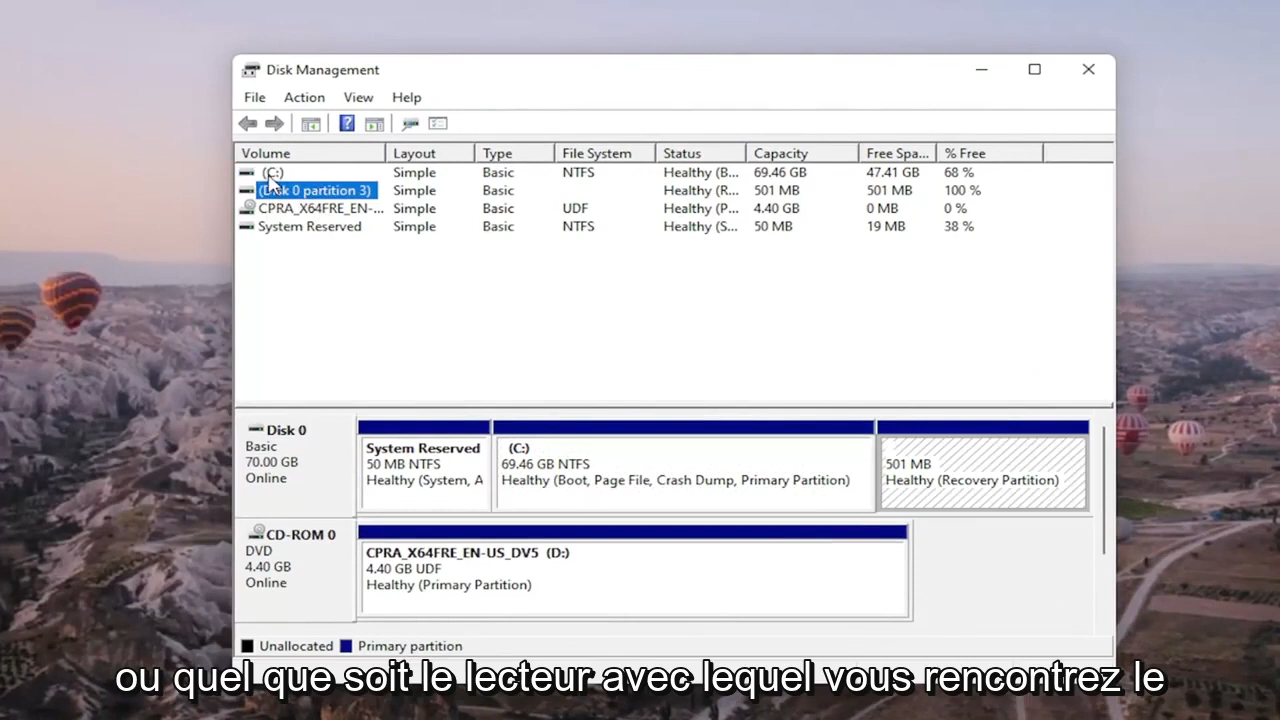 Disk Management
File Action View Help
Volume Layout Type File System Status Capacity Free Spa... % Free
(C:) Simple Basic NTFS Healthy (B... 69.46 GB 47.41 GB 68 %
(Disk 0 partition 3) Simple Basic Healthy (R... 501 MB 501 MB 100 %
CPRA_X64FRE_EN-... Simple Basic UDF Healthy (P... 4.40 GB 0 MB 0 %
System Reserved Simple Basic NTFS Healthy (S... 50 MB 19 MB 38 %
Disk 0
Basic
70.00 GB
Online
System Reserved
50 MB NTFS
Healthy (System, A
(C:)
69.46 GB NTFS
Healthy (Boot, Page File, Crash Dump, Primary Partition)
501 MB
Healthy (Recovery Partition)
CD-ROM 0
DVD
4.40 GB
Online
CPRA_X64FRE_EN-US_DV5 (D:)
4.40 GB UDF
Healthy (Primary Partition)
Unallocated Primary partition
ou quel que soit le lecteur avec lequel vous rencontrez le